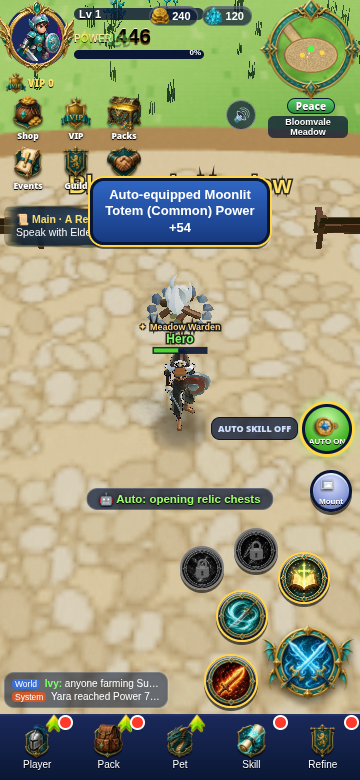 Lv 1
240
120
POWER 446
0%
VIP 0
Peace
Bloomvale
Meadow
Shop
VIP
Packs
Events
Guild
Main · A Re
Speak with Elde
Auto-equipped Moonlit
Totem (Common) Power
+54
Meadow Warden
Hero
AUTO SKILL OFF
AUTO ON
Mount
Auto: opening relic chests
World Ivy: anyone farming Su…
System Yara reached Power 7…
Player
Pack
Pet
Skill
Refine